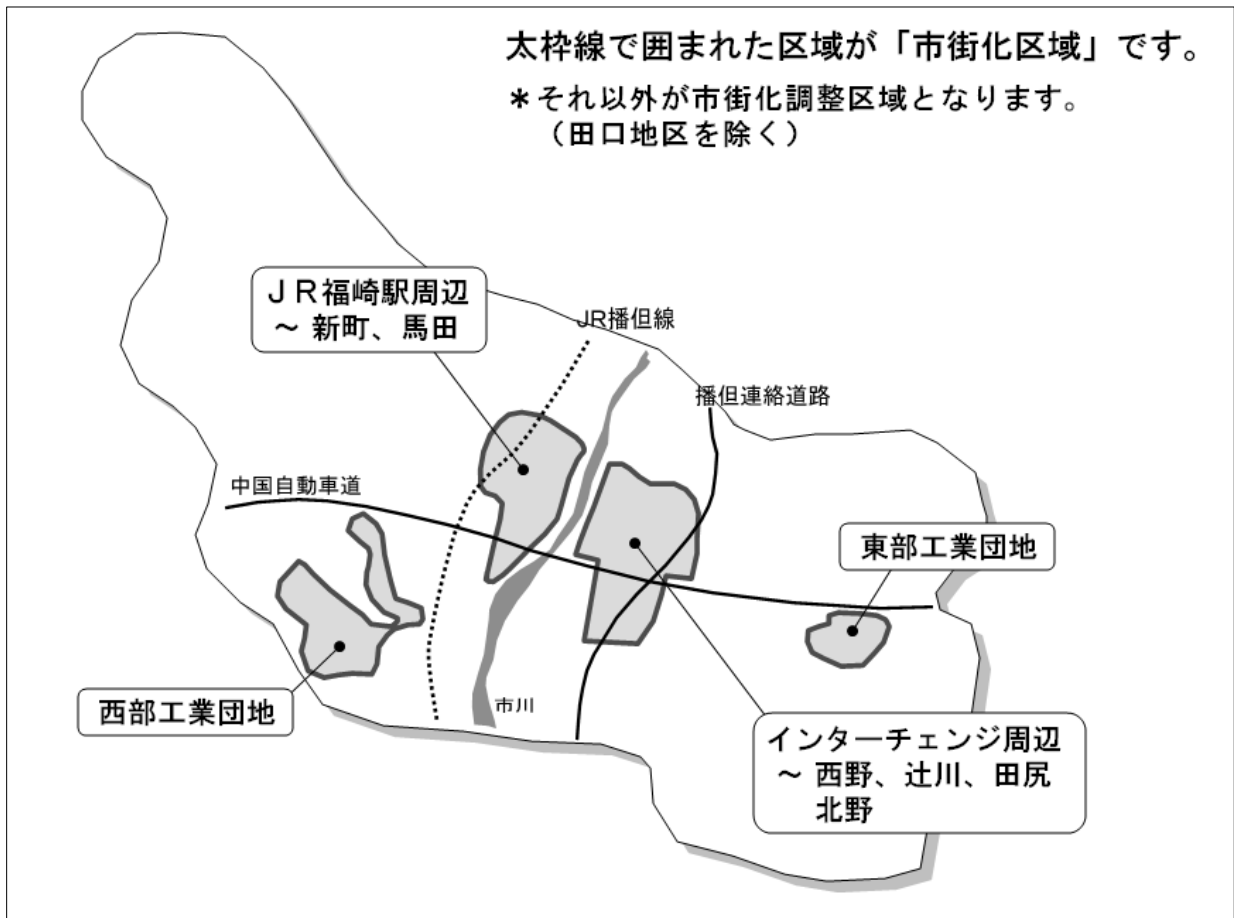 太枠線で囲まれた区域が「市街化区域」です。
＊それ以外が市街化調整区域となります。
（田口地区を除く）
ＪＲ福崎駅周辺
～ 新町、馬田
JR播但線
播但連絡道路
中国自動車道
東部工業団地
西部工業団地
市川
インターチェンジ周辺
～ 西野、辻川、田尻
北野